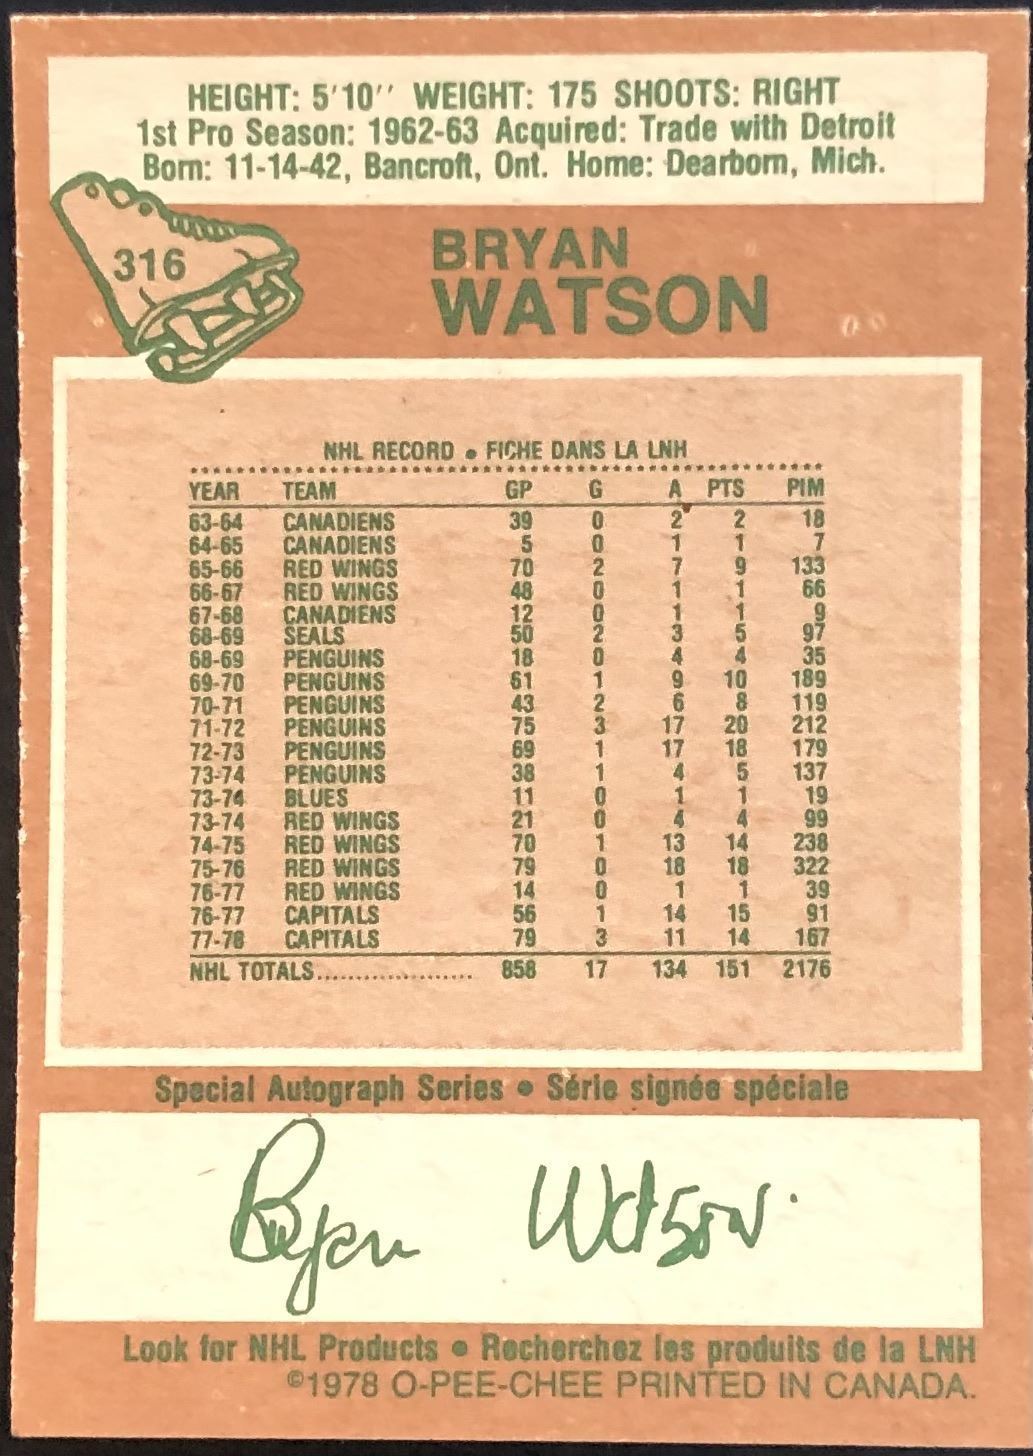 HEIGHT: 5'10'' WEIGHT: 175 SHOOTS: RIGHT
1st Pro Season: 1962-63 Acquired: Trade with Detroit
Born: 11-14-42, Bancroft, Ont. Home: Dearborn, Mich.
316
BRYAN
WATSON
NHL RECORD • FICHE DANS LA LNH
YEAR TEAM GP G A PTS PIM
63-64 CANADIENS 39 0 2 2 18
64-65 CANADIENS 5 0 1 1 7
65-66 RED WINGS 70 2 7 9 133
66-67 RED WINGS 48 0 1 1 66
67-68 CANADIENS 12 0 1 1 9
68-69 SEALS 50 2 3 5 97
68-69 PENGUINS 18 0 4 4 35
69-70 PENGUINS 61 1 9 10 189
70-71 PENGUINS 43 2 6 8 119
71-72 PENGUINS 75 3 17 20 212
72-73 PENGUINS 69 1 17 18 179
73-74 PENGUINS 38 1 4 5 137
73-74 BLUES 11 0 1 1 19
73-74 RED WINGS 21 0 4 4 99
74-75 RED WINGS 70 1 13 14 238
75-76 RED WINGS 79 0 18 18 322
76-77 RED WINGS 14 0 1 1 39
76-77 CAPITALS 56 1 14 15 91
77-78 CAPITALS 79 3 11 14 167
NHL TOTALS...................... 858 17 134 151 2176
Special Autograph Series • Série signée spéciale
Bryan Watson
Look for NHL Products • Recherchez les produits de la LNH
©1978 O-PEE-CHEE PRINTED IN CANADA.